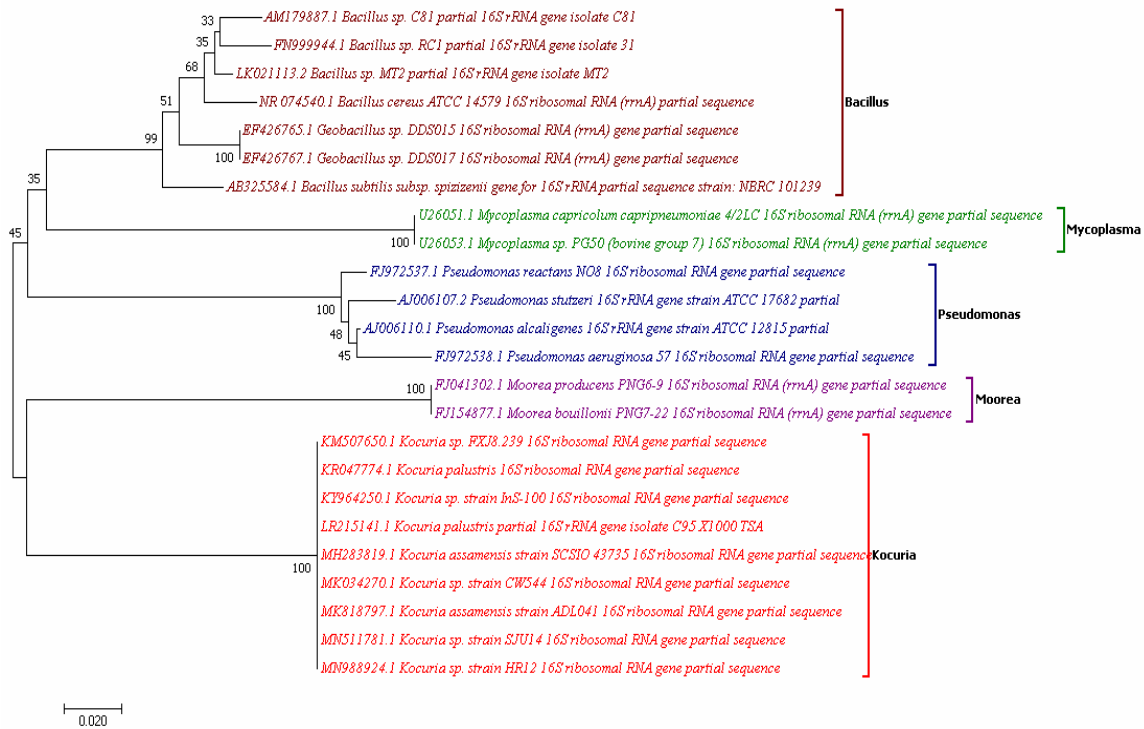 33
AM179887.1 Bacillus sp. C81 partial 16S rRNA gene isolate C81
35
FN999944.1 Bacillus sp. RC1 partial 16S rRNA gene isolate 31
68
LK021113.2 Bacillus sp. MT2 partial 16S rRNA gene isolate MT2
51
NR 074540.1 Bacillus cereus ATCC 14579 16S ribosomal RNA (rrnA) partial sequence
Bacillus
99
EF426765.1 Geobacillus sp. DDS015 16S ribosomal RNA (rrnA) gene partial sequence
100
EF426767.1 Geobacillus sp. DDS017 16S ribosomal RNA (rrnA) gene partial sequence
35
AB325584.1 Bacillus subtilis subsp. spizizenii gene for 16S rRNA partial sequence strain: NBRC 101239
45
U26051.1 Mycoplasma capricolum capripneumoniae 4/2LC 16S ribosomal RNA (rrnA) gene partial sequence
Mycoplasma
100
U26053.1 Mycoplasma sp. PG50 (bovine group 7) 16S ribosomal RNA (rrnA) gene partial sequence
FJ972537.1 Pseudomonas reactans NO8 16S ribosomal RNA gene partial sequence
100
AJ006107.2 Pseudomonas stutzeri 16S rRNA gene strain ATCC 17682 partial
Pseudomonas
48
AJ006110.1 Pseudomonas alcaligenes 16S rRNA gene strain ATCC 12815 partial
45
FJ972538.1 Pseudomonas aeruginosa 57 16S ribosomal RNA gene partial sequence
100
FJ041302.1 Moorea producens PNG6-9 16S ribosomal RNA (rrnA) gene partial sequence
Moorea
FJ154877.1 Moorea bouillonii PNG7-22 16S ribosomal RNA (rrnA) gene partial sequence
KM507650.1 Kocuria sp. FXJ8.239 16S ribosomal RNA gene partial sequence
KR047774.1 Kocuria palustris 16S ribosomal RNA gene partial sequence
KY964250.1 Kocuria sp. strain InS-100 16S ribosomal RNA gene partial sequence
LR215141.1 Kocuria palustris partial 16S rRNA gene isolate C95 X1000 TSA
MH283819.1 Kocuria assamensis strain SCSIO 43735 16S ribosomal RNA gene partial sequence
Kocuria
100
MK034270.1 Kocuria sp. strain CW544 16S ribosomal RNA gene partial sequence
MK818797.1 Kocuria assamensis strain ADL041 16S ribosomal RNA gene partial sequence
MN511781.1 Kocuria sp. strain SJU14 16S ribosomal RNA gene partial sequence
MN988924.1 Kocuria sp. strain HR12 16S ribosomal RNA gene partial sequence
0.020